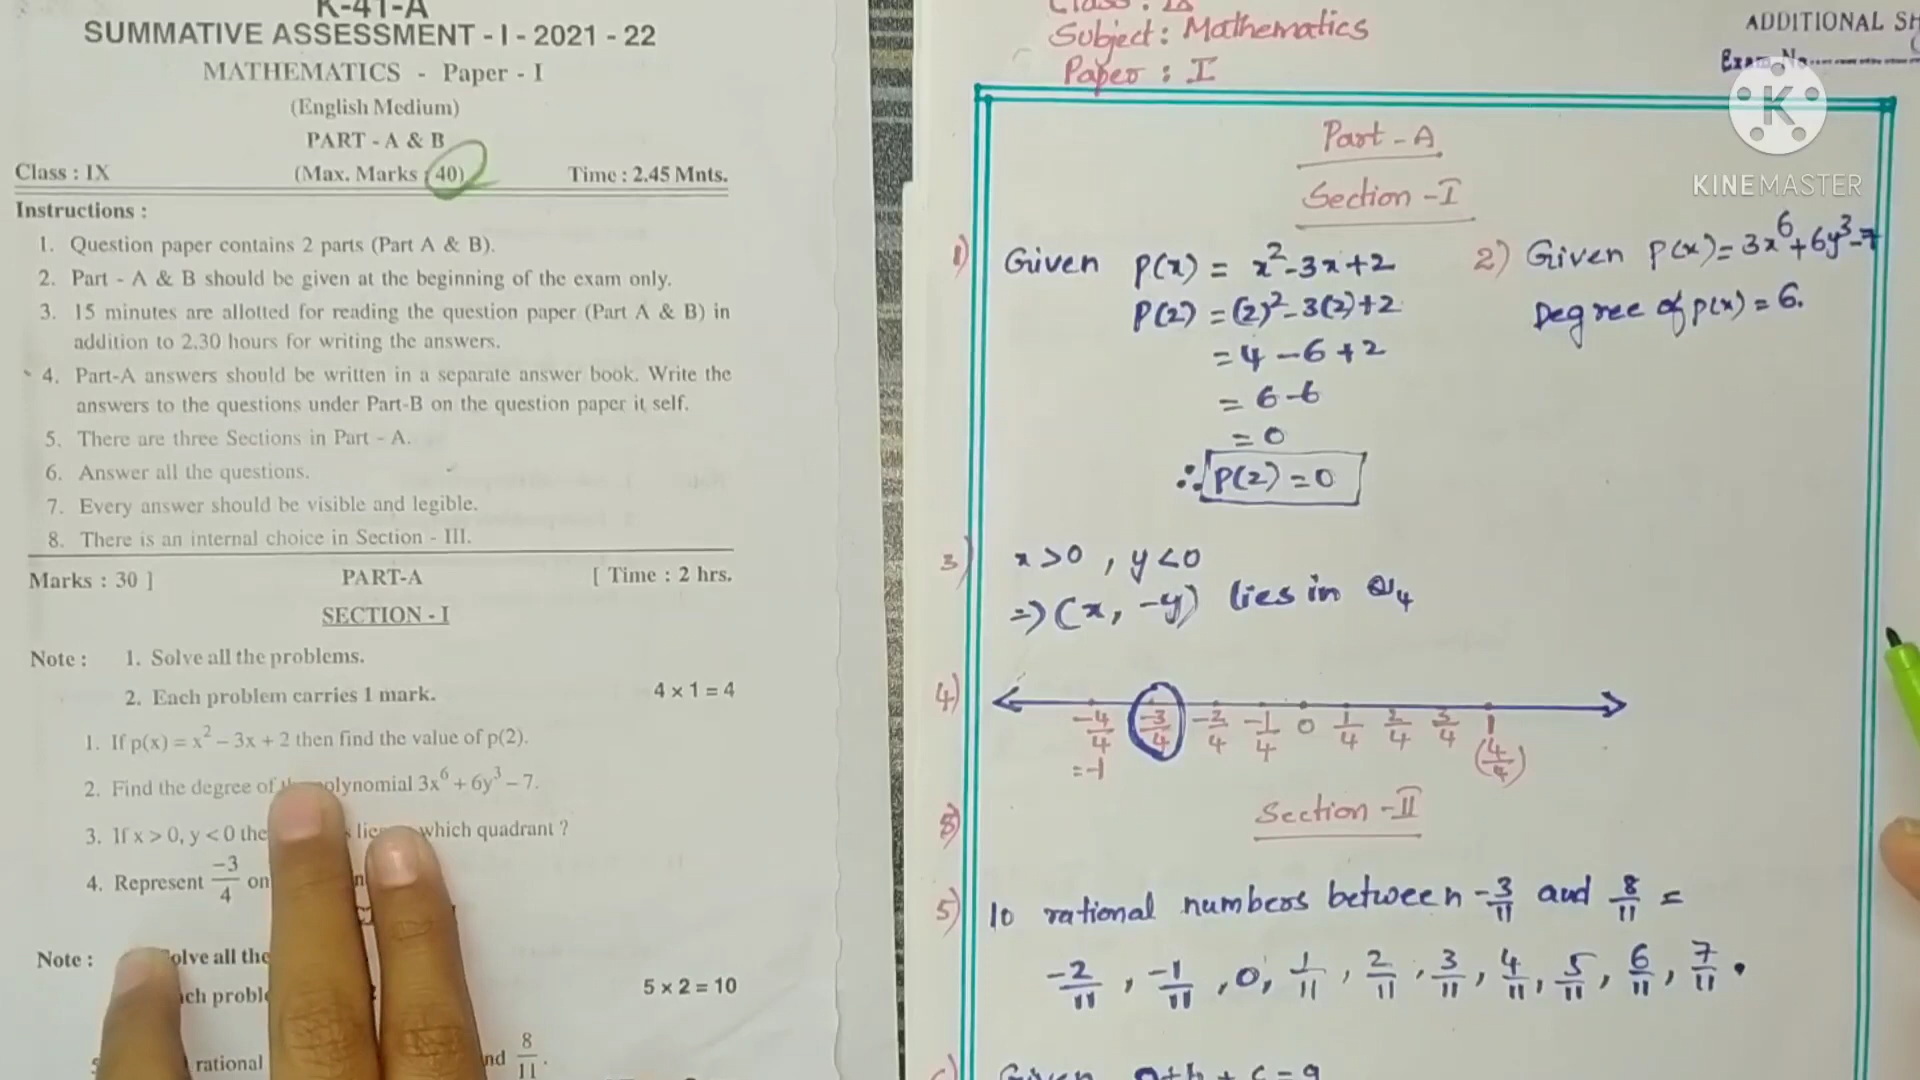 K-41-A
SUMMATIVE ASSESSMENT - I - 2021 - 22
MATHEMATICS - Paper - I
(English Medium)
PART - A & B
Class : IX (Max. Marks : 40) Time : 2.45 Mnts.
Instructions :
1. Question paper contains 2 parts (Part A & B).
2. Part - A & B should be given at the beginning of the exam only.
3. 15 minutes are allotted for reading the question paper (Part A & B) in
addition to 2.30 hours for writing the answers.
4. Part-A answers should be written in a separate answer book. Write the
answers to the questions under Part-B on the question paper it self.
5. There are three Sections in Part - A.
6. Answer all the questions.
7. Every answer should be visible and legible.
8. There is an internal choice in Section - III.
Marks : 30 ] PART-A [ Time : 2 hrs.
SECTION - I
Note : 1. Solve all the problems.
2. Each problem carries 1 mark. 4 × 1 = 4
1. If p(x) = x² – 3x + 2 then find the value of p(2).
2. Find the degree of polynomial 3x⁶ + 6y³ – 7.
3. If x > 0, y < 0 which quadrant ?
4. Represent -3/4 on
Note : olve all the
ach proble 5 × 2 = 10
rational nd 8/11.
Class : IX
Subject : Mathematics
Paper : I
ADDITIONAL SH
Exam No
K
KINEMASTER
Part - A
Section - I
1) Given P(x) = x² - 3x + 2
P(2) = (2)² - 3(2) + 2
= 4 - 6 + 2
= 6 - 6
= 0
∴ P(2) = 0
2) Given P(x) = 3x⁶ + 6y³ - 7
Degree of p(x) = 6.
3) x > 0 , y < 0
⇒ (x, -y) lies in Q₄
4) -4/4 -3/4 -2/4 -1/4 0 1/4 2/4 3/4 1
= -1 (4/4)
Section - II
5) 10 rational numbers between -3/11 and 8/11 =
-2/11 , -1/11 , 0, 1/11 , 2/11 , 3/11 , 4/11 , 5/11 , 6/11 , 7/11 .
Given a+b+c=9